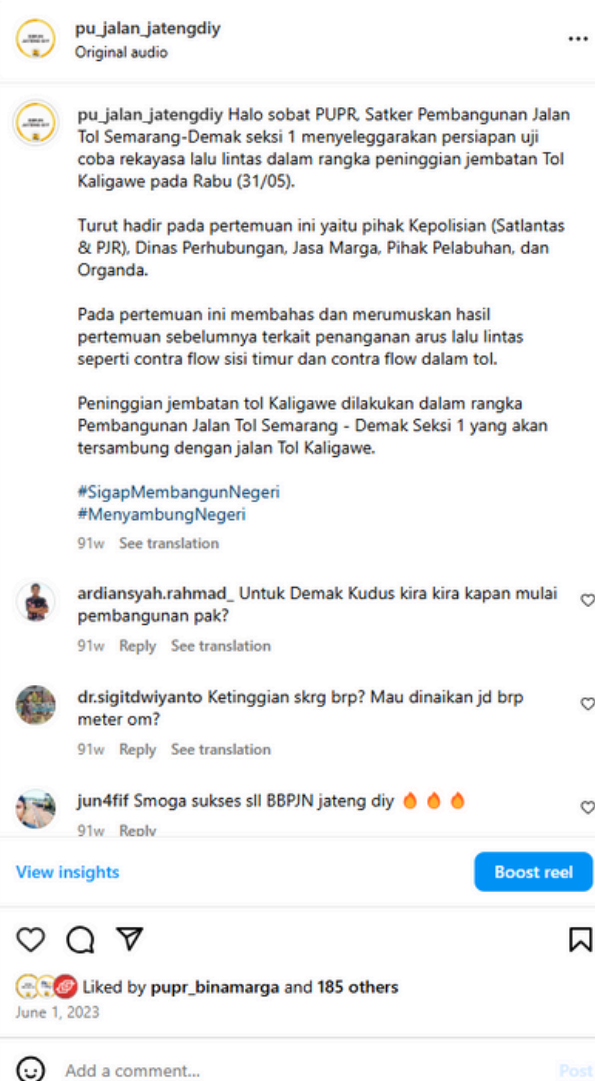 pu_jalan_jatengdiy
Original audio
pu_jalan_jatengdiy Halo sobat PUPR, Satker Pembangunan Jalan
Tol Semarang-Demak seksi 1 menyeleggarakan persiapan uji
coba rekayasa lalu lintas dalam rangka peninggian jembatan Tol
Kaligawe pada Rabu (31/05).
Turut hadir pada pertemuan ini yaitu pihak Kepolisian (Satlantas
& PJR), Dinas Perhubungan, Jasa Marga, Pihak Pelabuhan, dan
Organda.
Pada pertemuan ini membahas dan merumuskan hasil
pertemuan sebelumnya terkait penanganan arus lalu lintas
seperti contra flow sisi timur dan contra flow dalam tol.
Peninggian jembatan tol Kaligawe dilakukan dalam rangka
Pembangunan Jalan Tol Semarang - Demak Seksi 1 yang akan
tersambung dengan jalan Tol Kaligawe.
#SigapMembangunNegeri
#MenyambungNegeri
91w See translation
ardiansyah.rahmad_ Untuk Demak Kudus kira kira kapan mulai
pembangunan pak?
91w Reply See translation
dr.sigitdwiyanto Ketinggian skrg brp? Mau dinaikan jd brp
meter om?
91w Reply See translation
jun4fif Smoga sukses sll BBPJN jateng diy 🔥 🔥 🔥
91w Reply
View insights
Boost reel
Liked by pupr_binamarga and 185 others
June 1, 2023
Add a comment...
Post